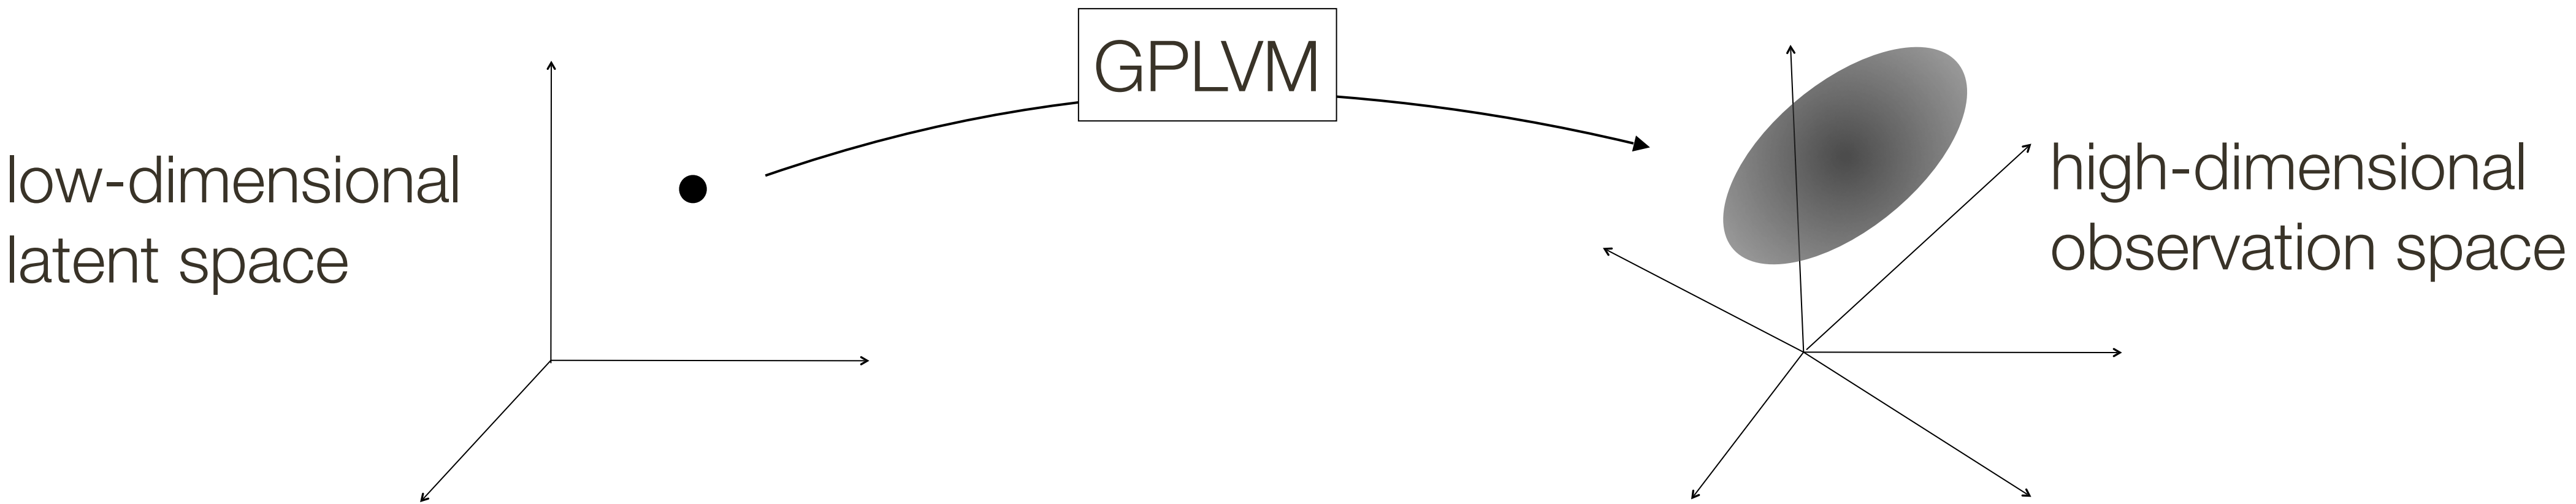 GPLVM
low-dimensional
latent space
high-dimensional
observation space